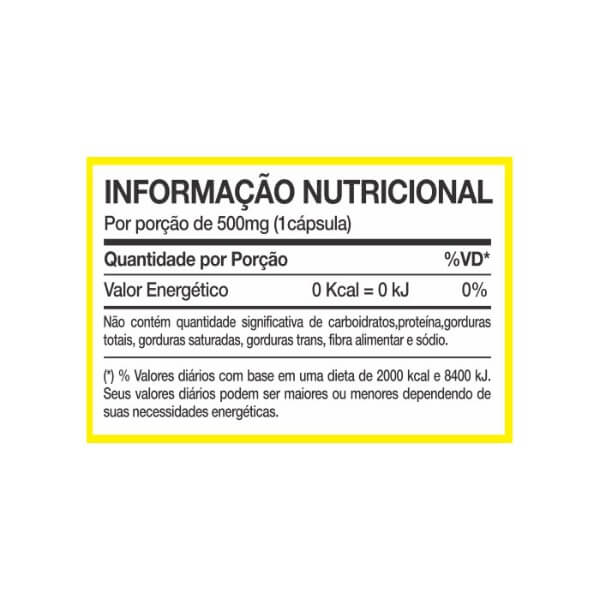 INFORMAÇÃO NUTRICIONAL
Por porção de 500mg (1cápsula)
Quantidade por Porção %VD*
Valor Energético 0 Kcal = 0 kJ 0%
Não contém quantidade significativa de carboidratos,proteína,gorduras
totais, gorduras saturadas, gorduras trans, fibra alimentar e sódio.
(*) % Valores diários com base em uma dieta de 2000 kcal e 8400 kJ.
Seus valores diários podem ser maiores ou menores dependendo de
suas necessidades energéticas.